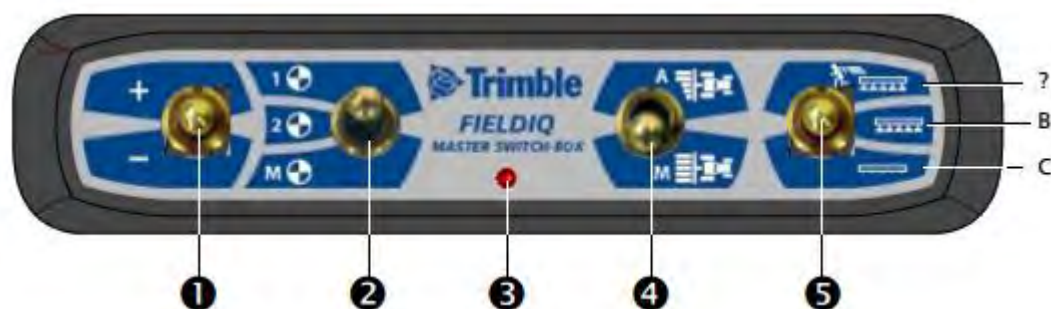 +
1
Trimble
A
?
2
FIELDIQ
B
−
MASTER SWITCH-BOX
M
M
C
1
2
3
4
5